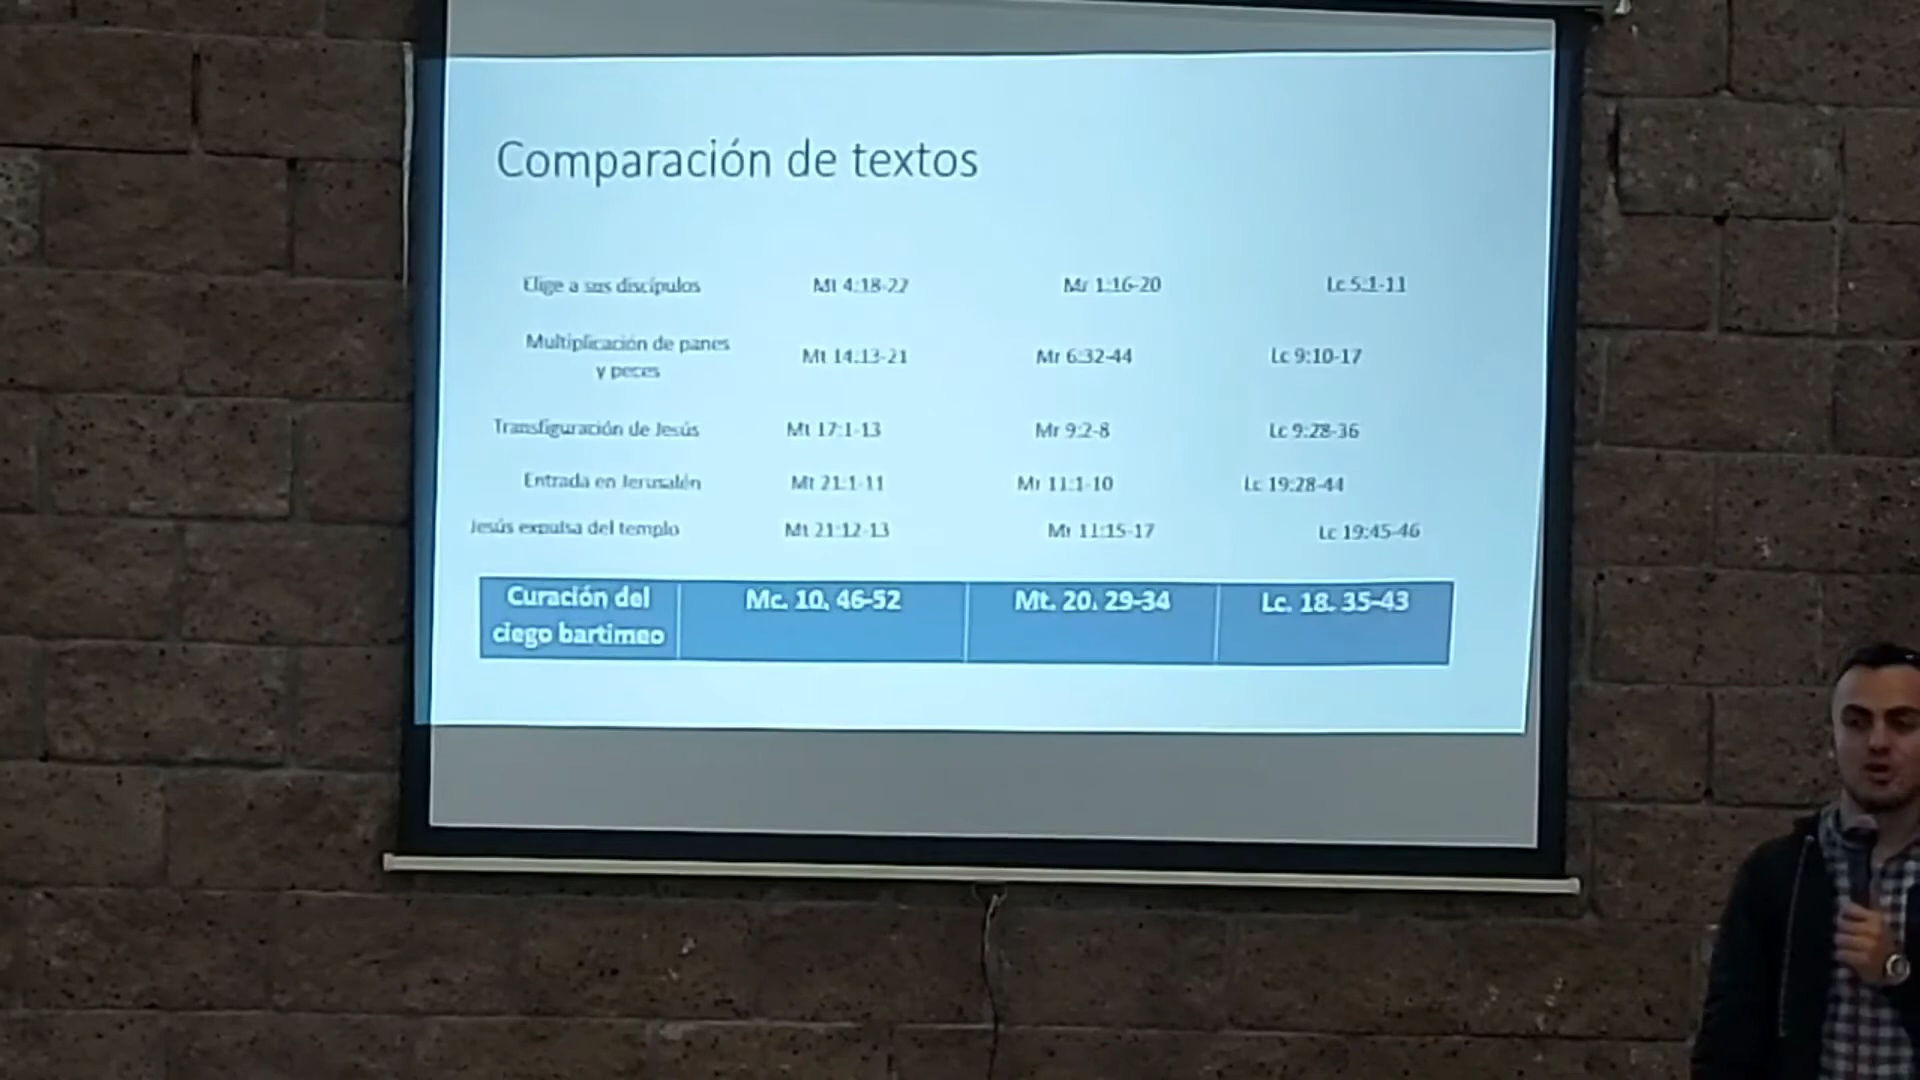 Comparación de textos
Elige a sus discípulos Mt 4:18-22 Mr 1:16-20 Lc 5:1-11
Multiplicación de panes
y peces Mt 14:13-21 Mr 6:32-44 Lc 9:10-17
Transfiguración de Jesús Mt 17:1-13 Mr 9:2-8 Lc 9:28-36
Entrada en Jerusalén Mt 21:1-11 Mr 11:1-10 Lc 19:28-44
Jesús expulsa del templo Mt 21:12-13 Mr 11:15-17 Lc 19:45-46
Curación del
ciego bartimeo Mc. 10. 46-52 Mt. 20. 29-34 Lc. 18. 35-43